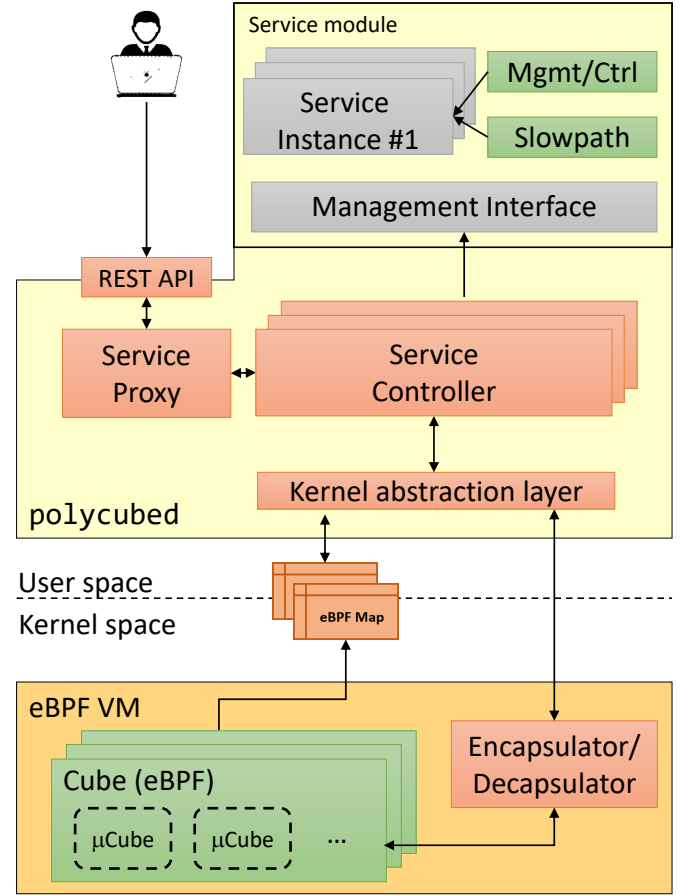 Service module
Service
Instance #1
Mgmt/Ctrl
Slowpath
Management Interface
REST API
Service
Proxy
Service
Controller
Kernel abstraction layer
polycubed
User space
Kernel space
eBPF Map
eBPF VM
Cube (eBPF)
μCube
μCube
...
Encapsulator/
Decapsulator